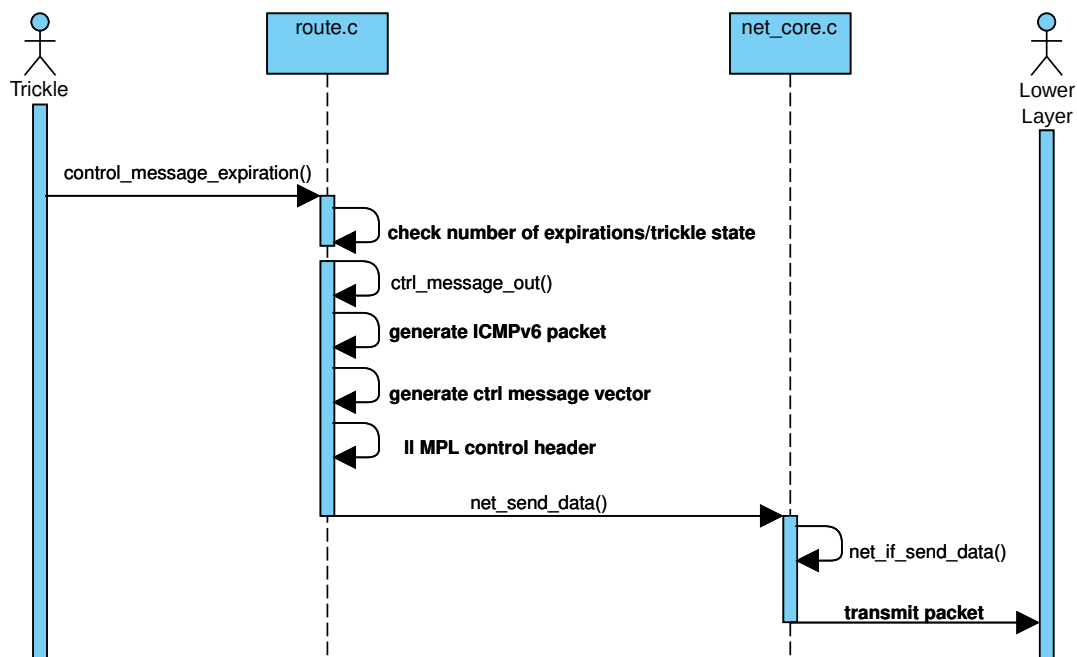 route.c
net_core.c
Trickle
Lower
Layer
control_message_expiration()
check number of expirations/trickle state
ctrl_message_out()
generate ICMPv6 packet
generate ctrl message vector
ll MPL control header
net_send_data()
net_if_send_data()
transmit packet